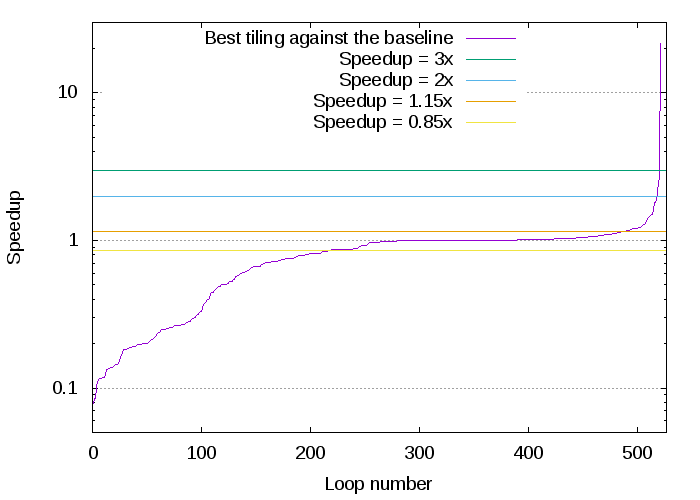 Best tiling against the baseline
Speedup = 3x
Speedup = 2x
Speedup = 1.15x
Speedup = 0.85x
10
1
0.1
Speedup
0 100 200 300 400 500
Loop number